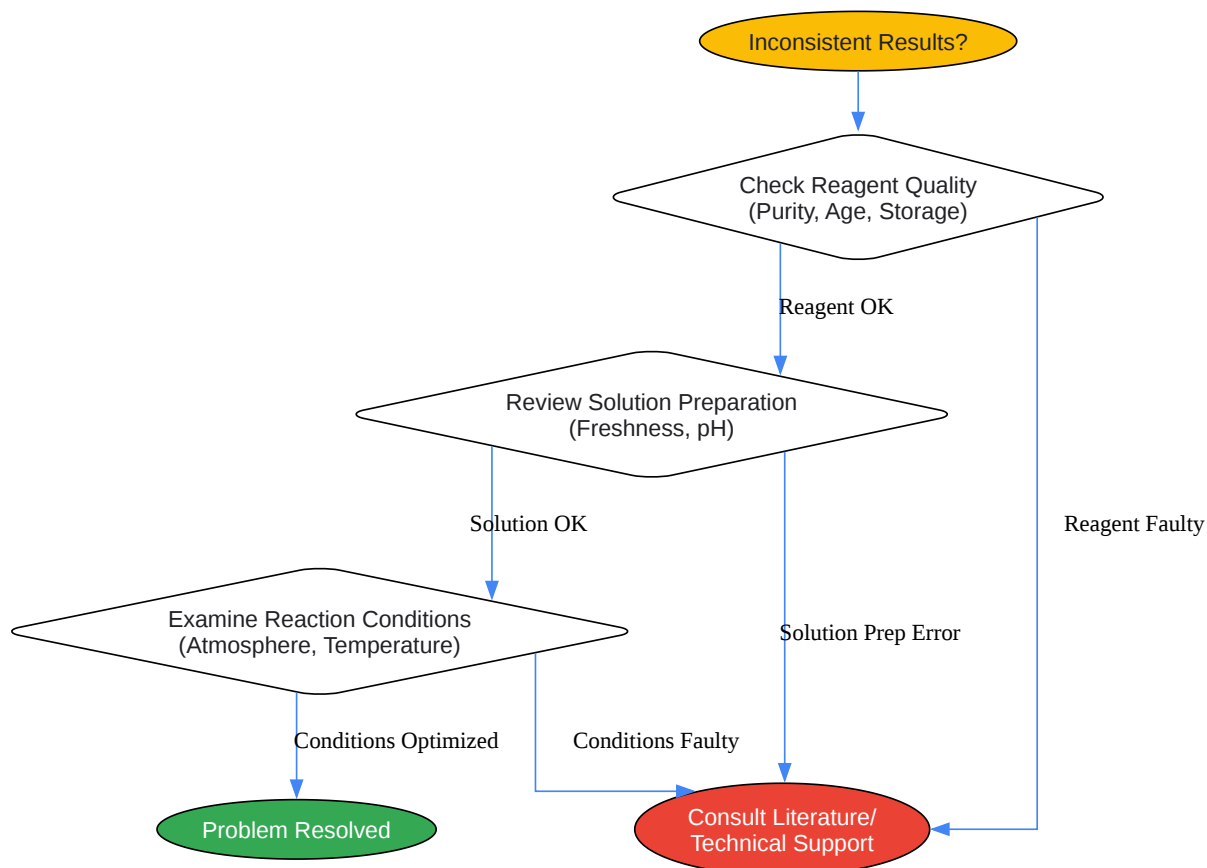 Inconsistent Results?
Check Reagent Quality
(Purity, Age, Storage)
Reagent OK
Review Solution Preparation
(Freshness, pH)
Solution OK
Reagent Faulty
Examine Reaction Conditions
(Atmosphere, Temperature)
Solution Prep Error
Conditions Optimized
Conditions Faulty
Problem Resolved
Consult Literature/
Technical Support